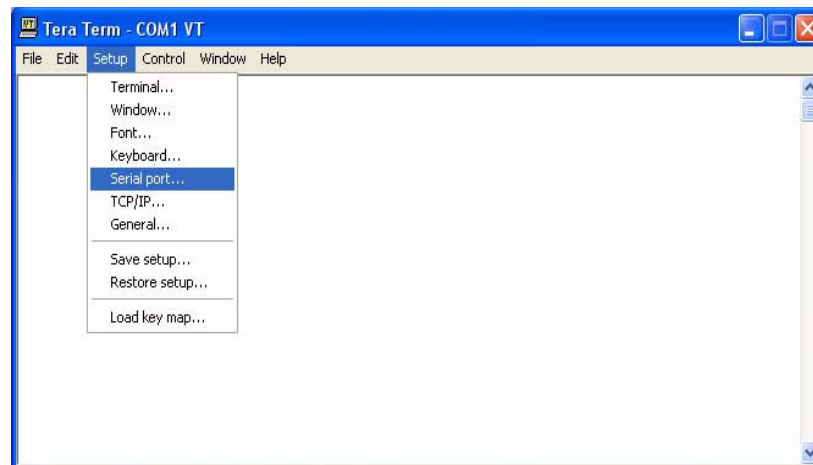 Tera Term - COM1 VT
File Edit Setup Control Window Help
Terminal...
Window...
Font...
Keyboard...
Serial port...
TCP/IP...
General...
Save setup...
Restore setup...
Load key map...